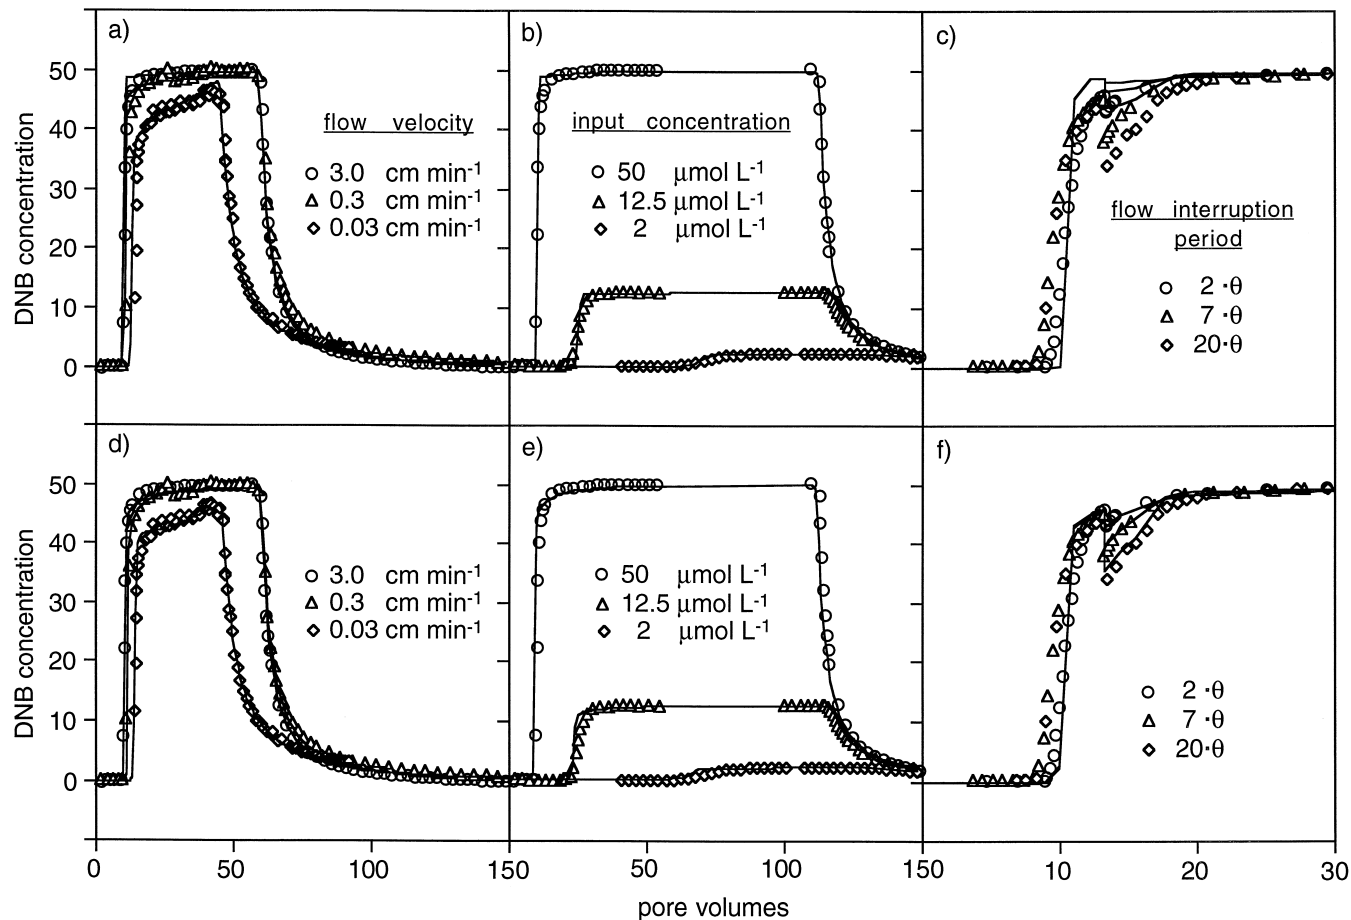 a)
b)
c)
DNB concentration
50
40
30
20
10
0
flow velocity
3.0 cm min-1
0.3 cm min-1
0.03 cm min-1
input concentration
50 μmol L-1
12.5 μmol L-1
2 μmol L-1
flow interruption
period
2 ·θ
7 ·θ
20·θ
d)
e)
f)
DNB concentration
50
40
30
20
10
0
3.0 cm min-1
0.3 cm min-1
0.03 cm min-1
50 μmol L-1
12.5 μmol L-1
2 μmol L-1
2 ·θ
7 ·θ
20·θ
0 50 100 150 50 100 150 10 20 30
pore volumes